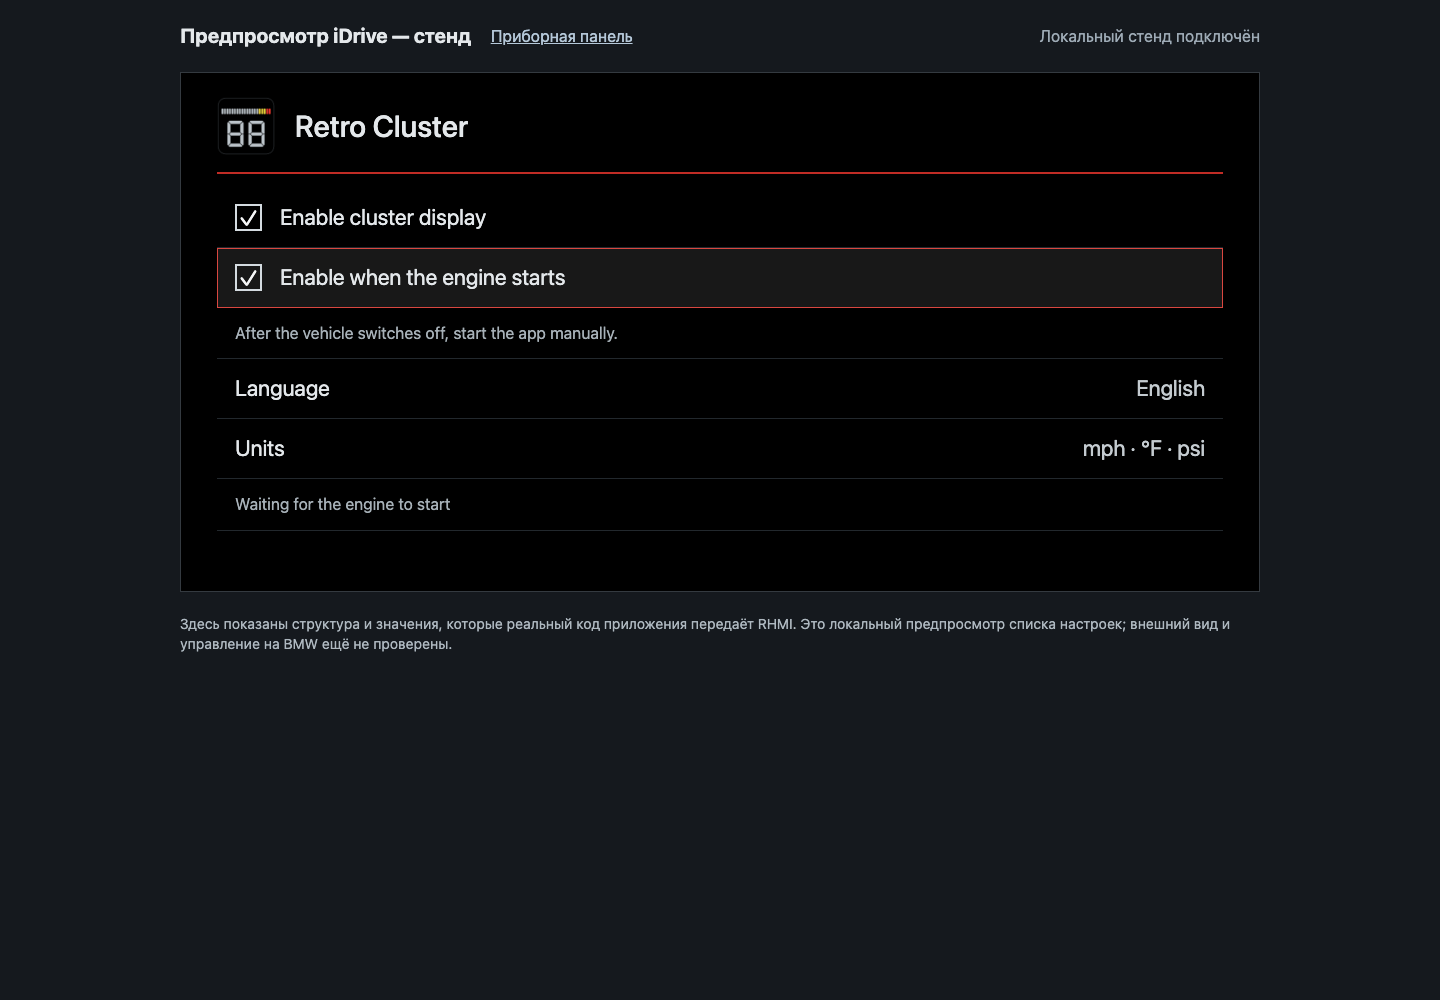 Предпросмотр iDrive — стенд
Приборная панель
Локальный стенд подключён
88
Retro Cluster
Enable cluster display
Enable when the engine starts
After the vehicle switches off, start the app manually.
Language
English
Units
mph · °F · psi
Waiting for the engine to start
Здесь показаны структура и значения, которые реальный код приложения передаёт RHMI. Это локальный предпросмотр списка настроек; внешний вид и
управление на BMW ещё не проверены.